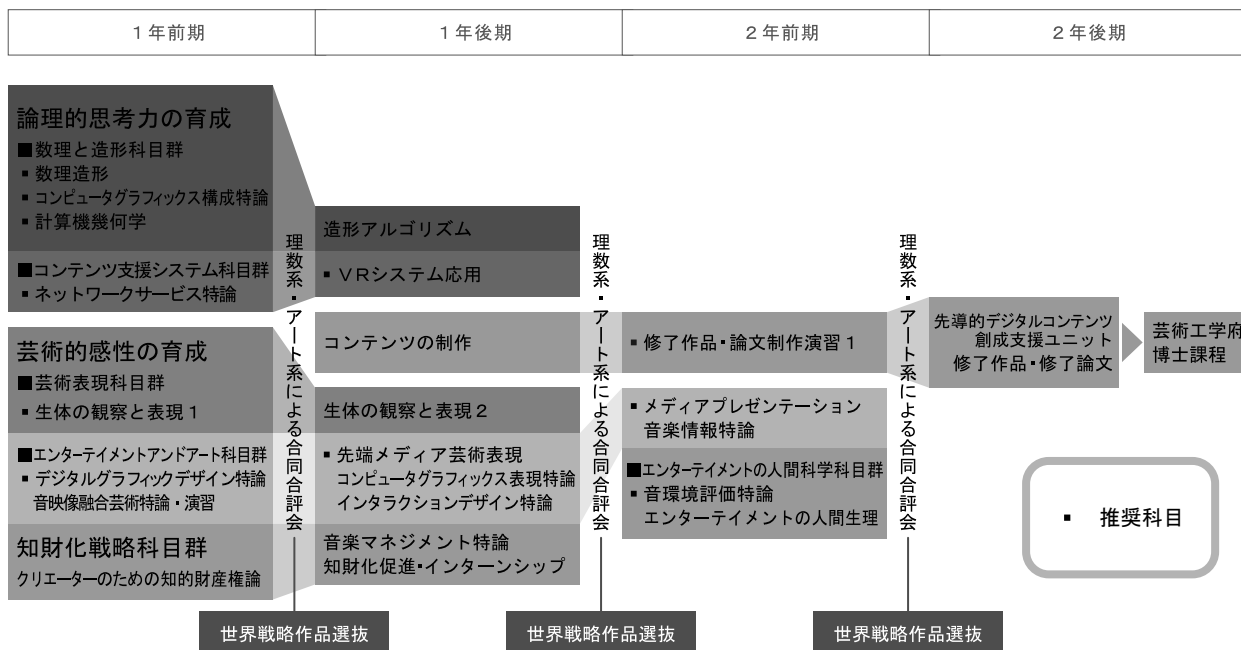 1年前期
1年後期
2年前期
2年後期
論理的思考力の育成
■数理と造形科目群
▪ 数理造形
▪ コンピュータグラフィックス構成特論
▪ 計算機幾何学
■コンテンツ支援システム科目群
▪ ネットワークサービス特論
芸術的感性の育成
■芸術表現科目群
▪ 生体の観察と表現1
■エンターテイメントアンドアート科目群
▪ デジタルグラフィックデザイン特論
音映像融合芸術特論・演習
知財化戦略科目群
クリエーターのための知的財産権論
理数系・アート系による合同合評会
世界戦略作品選抜
造形アルゴリズム
▪ VRシステム応用
コンテンツの制作
生体の観察と表現2
▪ 先端メディア芸術表現
コンピュータグラフィックス表現特論
インタラクションデザイン特論
音楽マネジメント特論
知財化促進・インターンシップ
理数系・アート系による合同合評会
世界戦略作品選抜
▪ 修了作品・論文制作演習1
▪ メディアプレゼンテーション
音楽情報特論
■エンターテイメントの人間科学科目群
▪ 音環境評価特論
エンターテイメントの人間生理
理数系・アート系による合同合評会
世界戦略作品選抜
先導的デジタルコンテンツ
創成支援ユニット
修了作品・修了論文
芸術工学府
博士課程
▪ 推奨科目